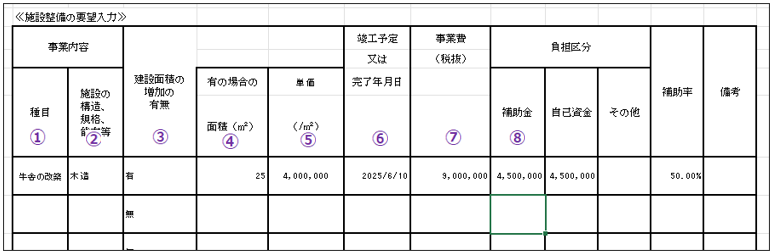 ≪施設整備の要望入力≫
事業内容
建設面積の
増加の
有無
③
有の場合の
面積（㎡）
④
単価
（/㎡）
⑤
竣工予定
又は
完了年月日
⑥
事業費
（税抜）
⑦
負担区分
補助率
備考
種目
①
施設の
構造、
規格、
能力等
②
補助金
⑧
自己資金
その他
牛舎の改築 木造 有 25 4,000,000 2025/6/10 9,000,000 4,500,000 4,500,000 50.00%
無